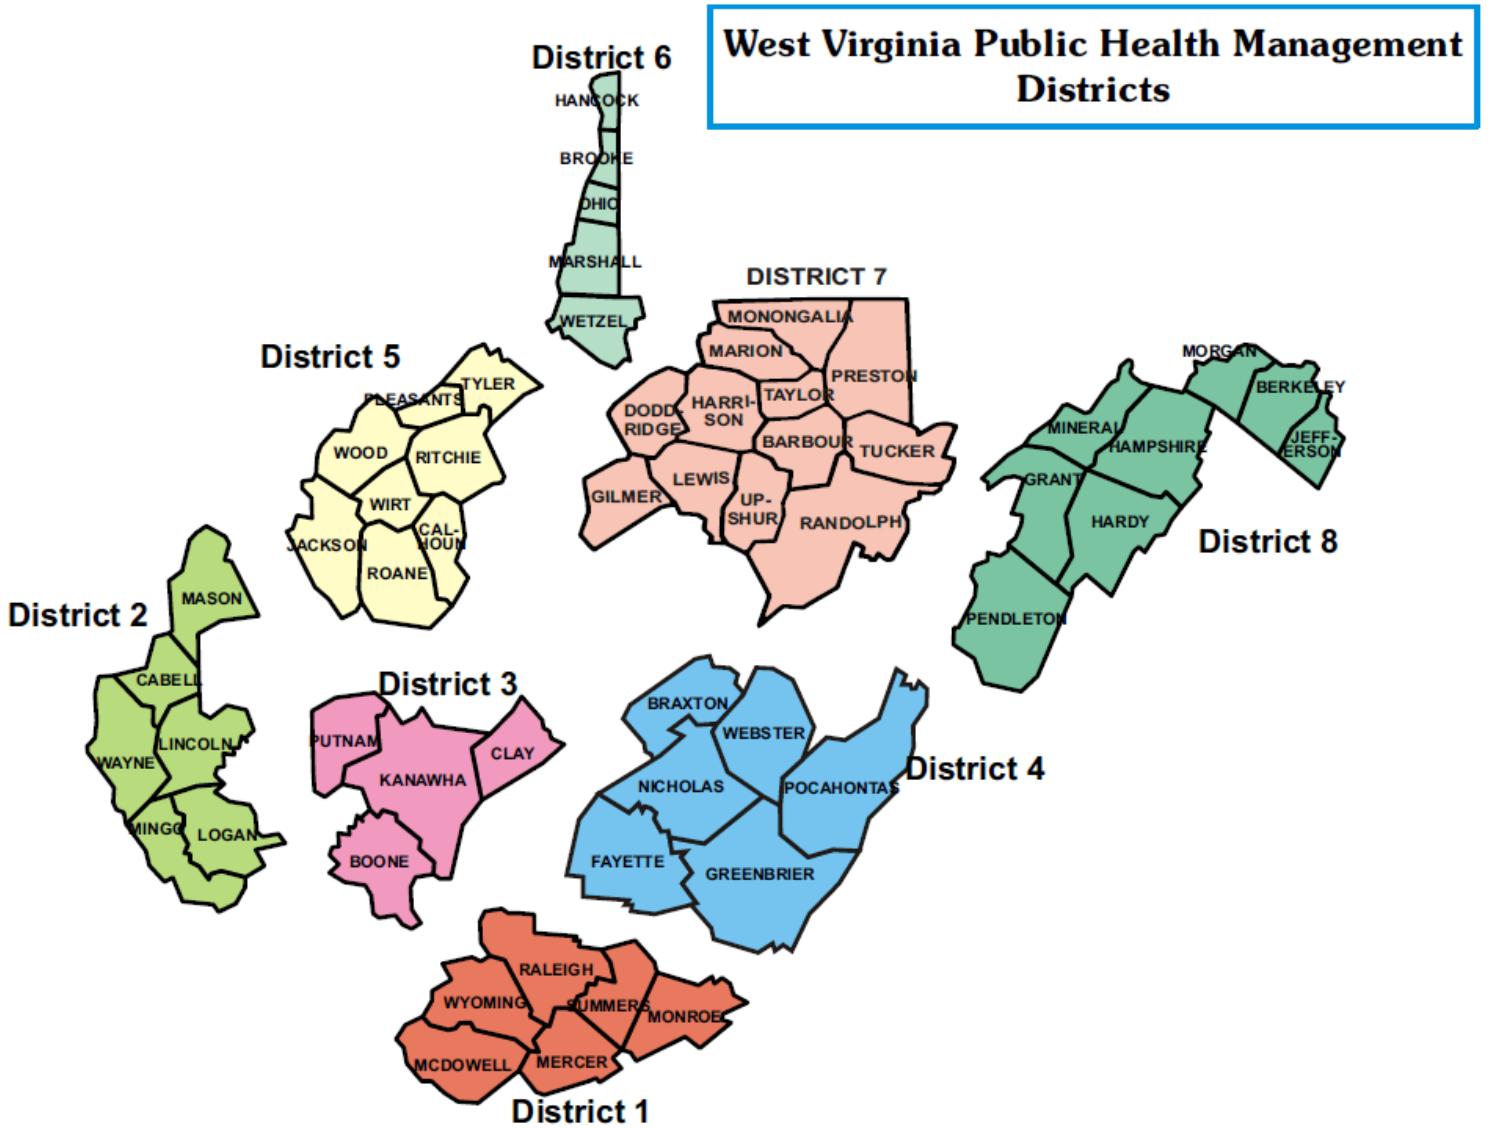 West Virginia Public Health Management
Districts
District 6
HANCOCK
BROOKE
OHIO
MARSHALL
WETZEL
DISTRICT 7
MONONGALIA
MARION
PRESTON
TAYLOR
HARRI-
SON
DODD-
RIDGE
BARBOUR
TUCKER
LEWIS
GILMER
UP-
SHUR
RANDOLPH
District 5
TYLER
PLEASANTS
WOOD
RITCHIE
WIRT
CAL-
HOUN
JACKSON
ROANE
MORGAN
BERKELEY
JEFF-
ERSON
MINERAL
HAMPSHIRE
GRANT
HARDY
District 8
PENDLETON
District 2
MASON
CABELL
LINCOLN
WAYNE
MINGO
LOGAN
District 3
PUTNAM
CLAY
KANAWHA
BOONE
BRAXTON
WEBSTER
District 4
NICHOLAS
POCAHONTAS
FAYETTE
GREENBRIER
RALEIGH
WYOMING
SUMMERS
MONROE
MCDOWELL
MERCER
District 1